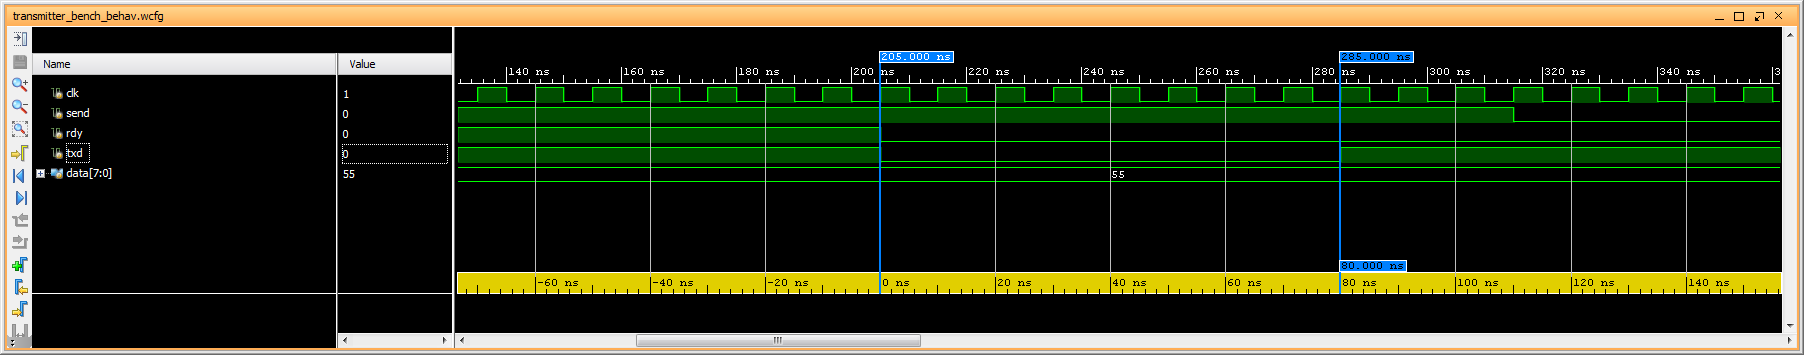 transmitter_bench_behav.wcfg
205.000 ns 285.000 ns
Name Value
140 ns 160 ns 180 ns 200 ns 220 ns 240 ns 260 ns 280 ns 300 ns 320 ns 340 ns 3
clk 1
send 0
rdy 0
txd 0
data[7:0] 55 55
80.000 ns
-60 ns -40 ns -20 ns 0 ns 20 ns 40 ns 60 ns 80 ns 100 ns 120 ns 140 ns